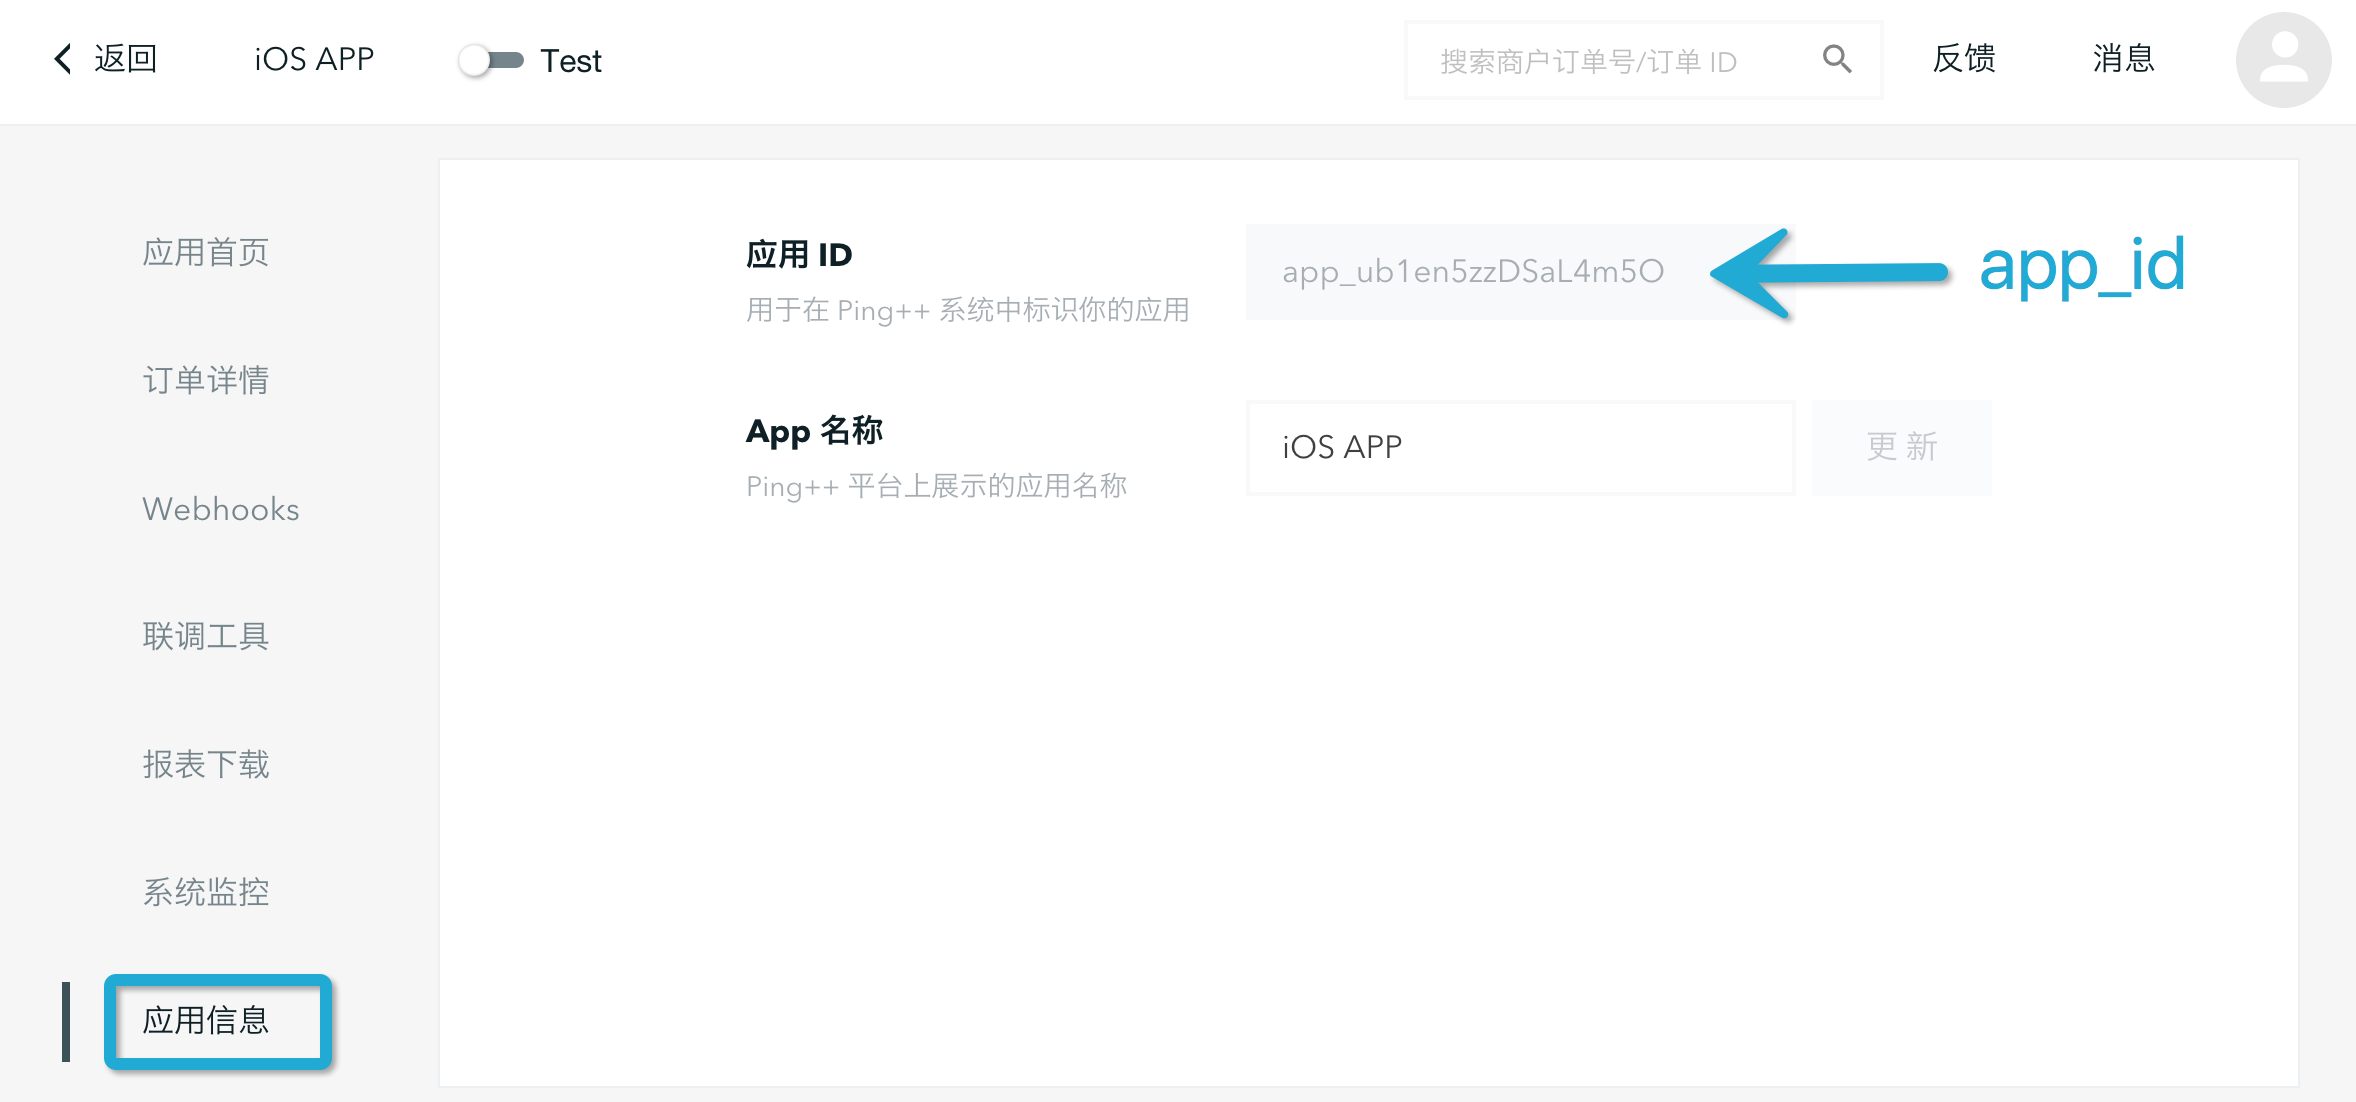 返回
iOS APP
Test
搜索商户订单号/订单 ID
反馈
消息
应用首页
订单详情
Webhooks
联调工具
报表下载
系统监控
应用信息
应用 ID
用于在 Ping++ 系统中标识你的应用
app_ub1en5zzDSaL4m5O
app_id
App 名称
Ping++ 平台上展示的应用名称
iOS APP
更 新